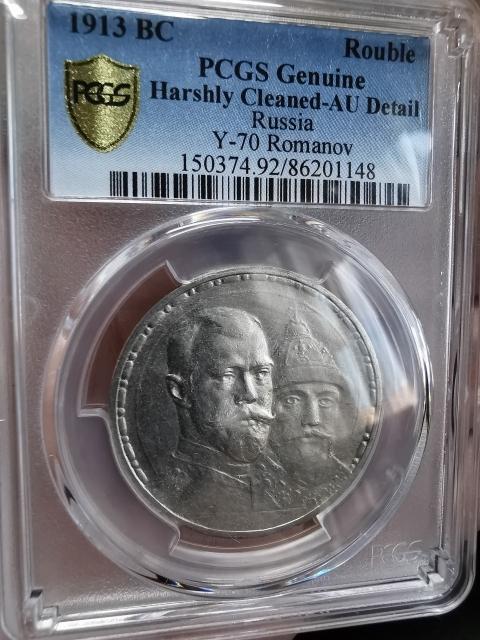 1913 BC
Rouble
PCGS Genuine
Harshly Cleaned-AU Detail
Russia
Y-70 Romanov
150374.92/86201148
PCGS
PCGS